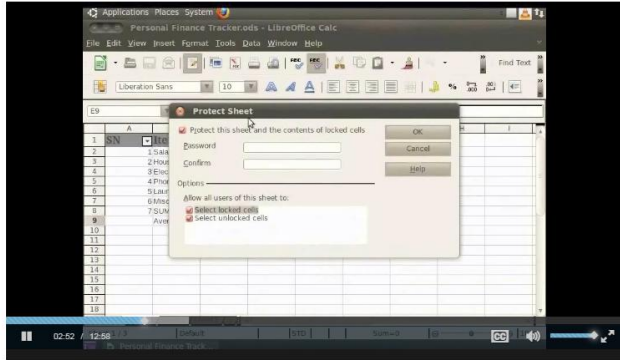 Applications Places System
Personal Finance Tracker.ods - LibreOffice Calc
File Edit View Insert Format Tools Data Window Help
Find Text
Liberation Sans 10
E9
Protect Sheet
Protect this sheet and the contents of locked cells
OK
Password
Cancel
Confirm
Help
Options
Allow all users of this sheet to:
Select locked cells
Select unlocked cells
A H I
1 SN Ite
2 1 Sala
3 2 Hous
4 3 Elec
5 4 Phon
6 5 Laun
7 6 Misc
8 7 SUM
9 Aver
10
11
12
13
14
15
16
17
18
02:52 / 12:58
Default STD Sum=0
CC
Personal Finance Track...